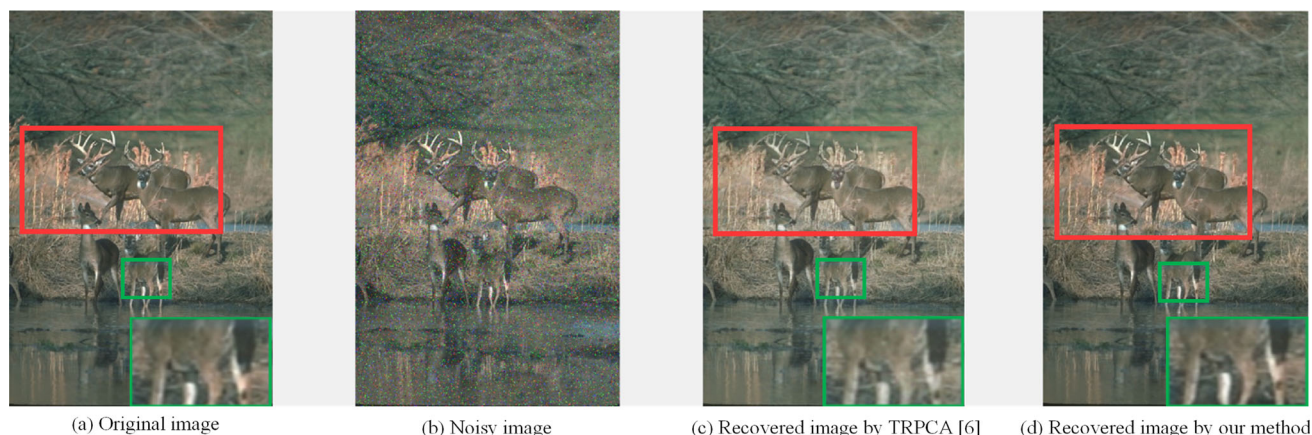 (a) Original image
(b) Noisy image
(c) Recovered image by TRPCA [6]
(d) Recovered image by our method